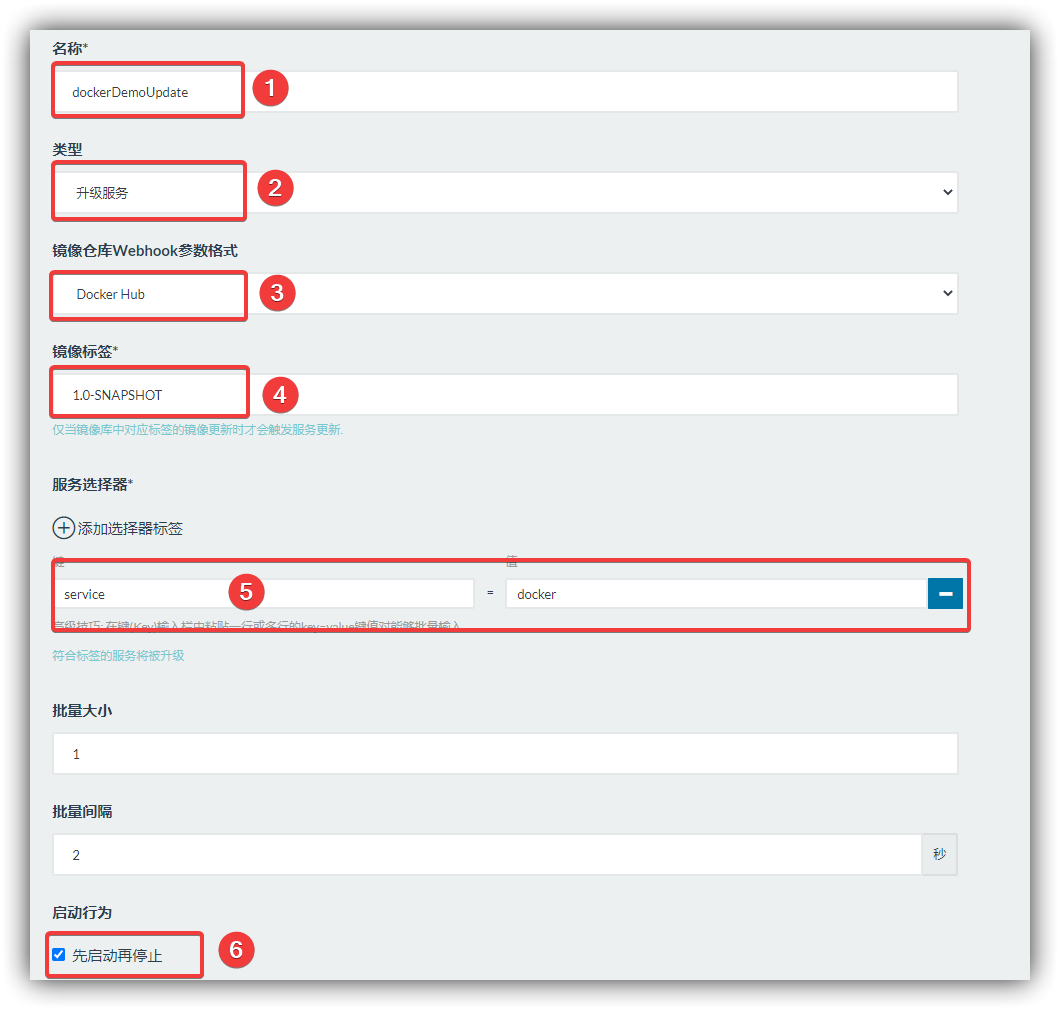 名称*
dockerDemoUpdate
1
类型
升级服务
2
镜像仓库Webhook参数格式
Docker Hub
3
镜像标签*
1.0-SNAPSHOT
4
仅当镜像库中对应标签的镜像更新时才会触发服务更新.
服务选择器*
添加选择器标签
键 值
service = docker
5
高级技巧: 在键(Key)输入栏中粘贴一行或多行的key=value键值对能够批量输入
符合标签的服务将被升级
批量大小
1
批量间隔
2 秒
启动行为
先启动再停止
6